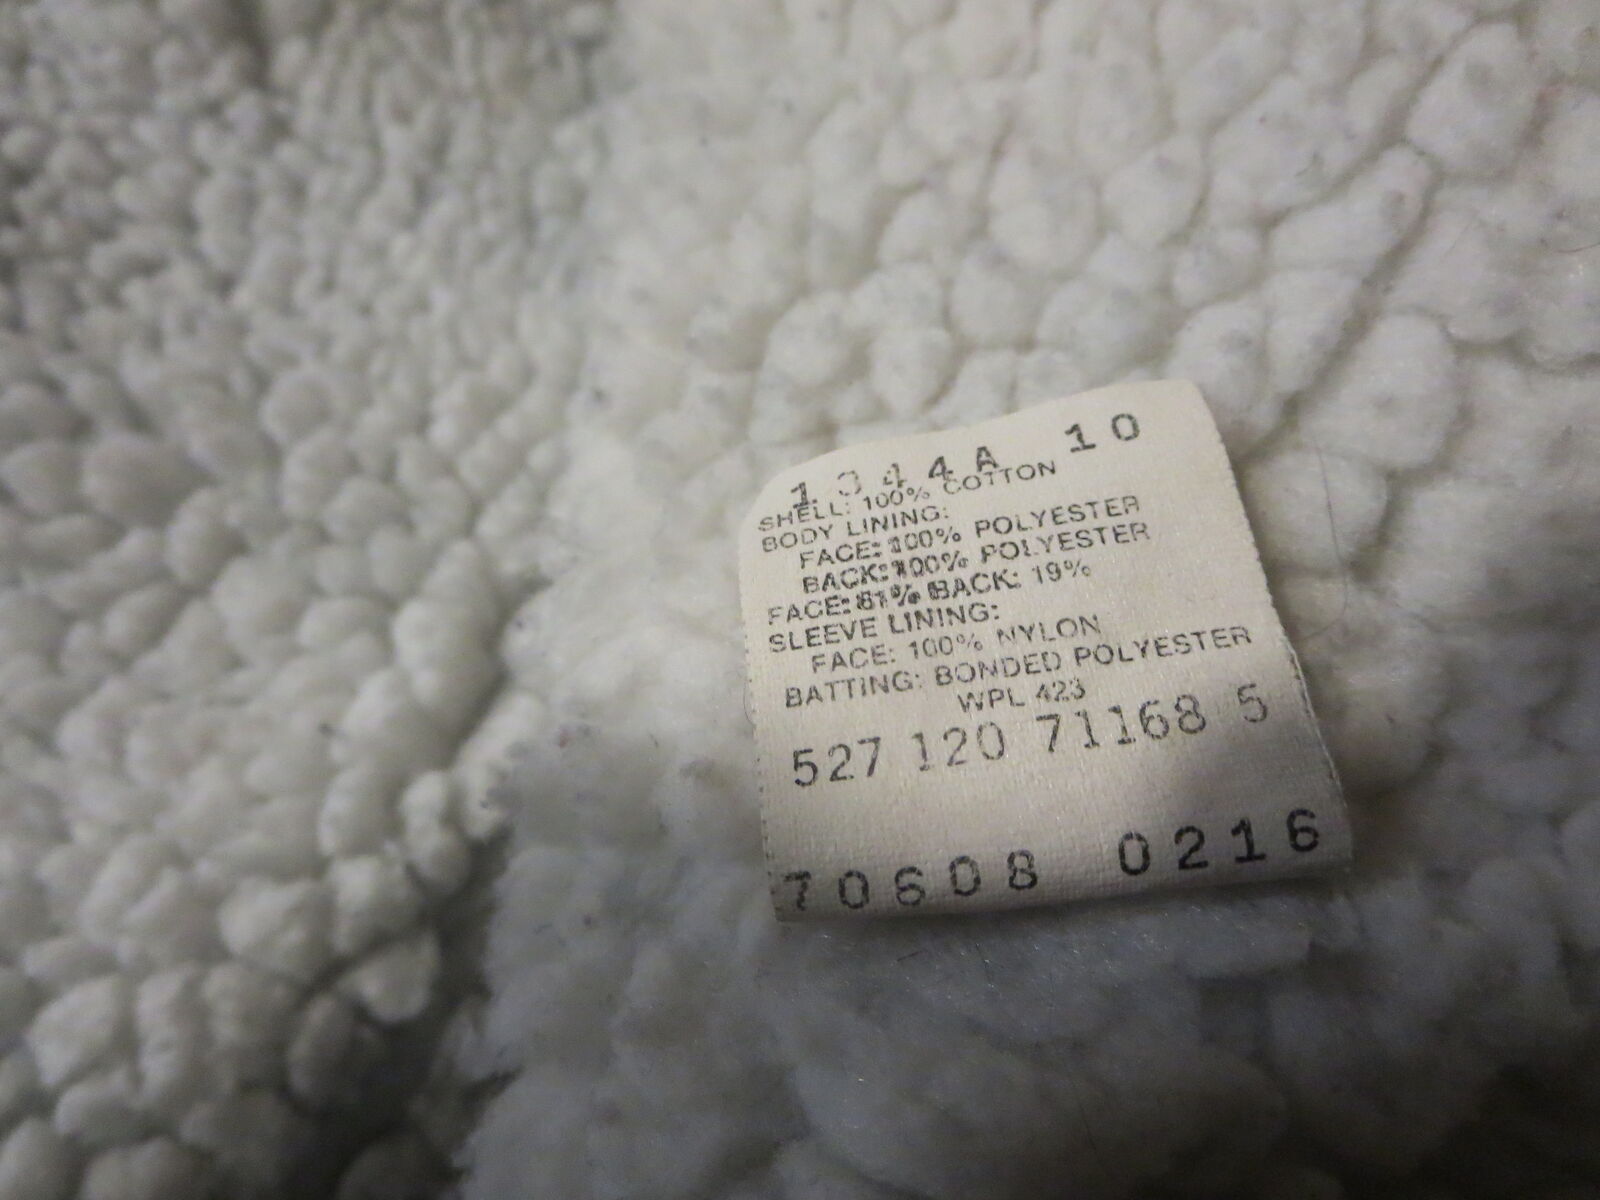 1344A 10
SHELL: 100% COTTON
BODY LINING:
FACE: 100% POLYESTER
BACK: 100% POLYESTER
FACE: 81% BACK: 19%
SLEEVE LINING:
FACE: 100% NYLON
BATTING: BONDED POLYESTER
WPL 423
527 120 71168 5
70608 0216